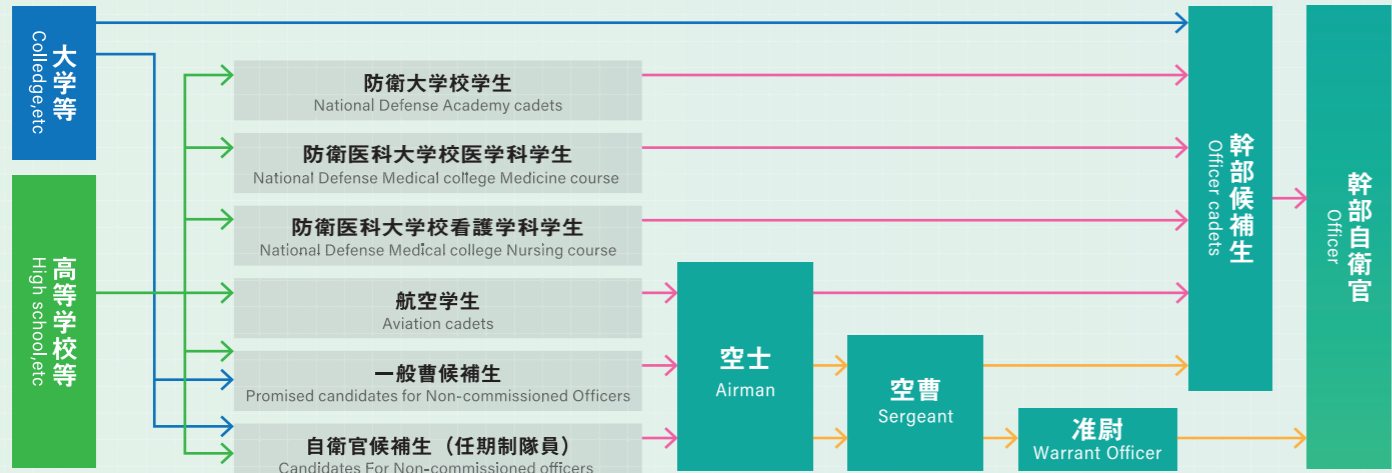 大学等
Colledge,etc
高等学校等
High school,etc
防衛大学校学生
National Defense Academy cadets
防衛医科大学校医学科学生
National Defense Medical college Medicine course
防衛医科大学校看護学科学生
National Defense Medical college Nursing course
航空学生
Aviation cadets
一般曹候補生
Promised candidates for Non-commissioned Officers
自衛官候補生（任期制隊員）
Candidates For Non-commissioned officers
空士
Airman
空曹
Sergeant
准尉
Warrant Officer
幹部候補生
Officer cadets
幹部自衛官
Officer